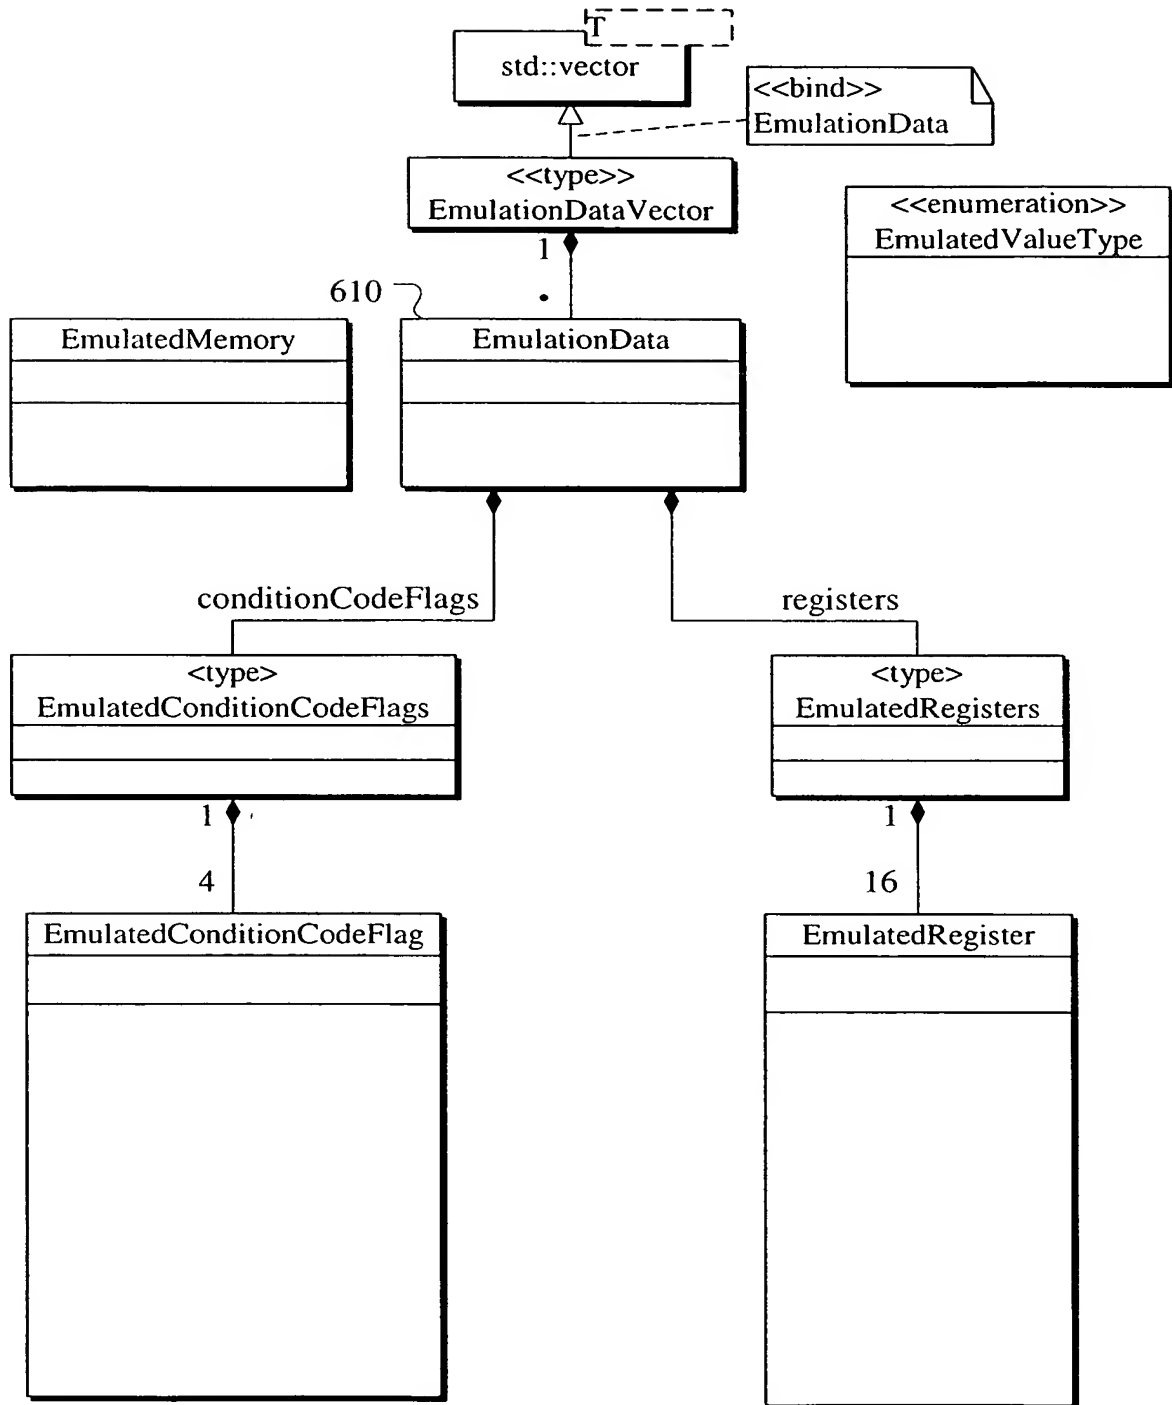 T
std::vector
<<bind>>
EmulationData
<<type>>
EmulationDataVector
<<enumeration>>
EmulatedValueType
1
610
EmulatedMemory
EmulationData
conditionCodeFlags
registers
<type>
EmulatedConditionCodeFlags
<type>
EmulatedRegisters
1
1
4
16
EmulatedConditionCodeFlag
EmulatedRegister